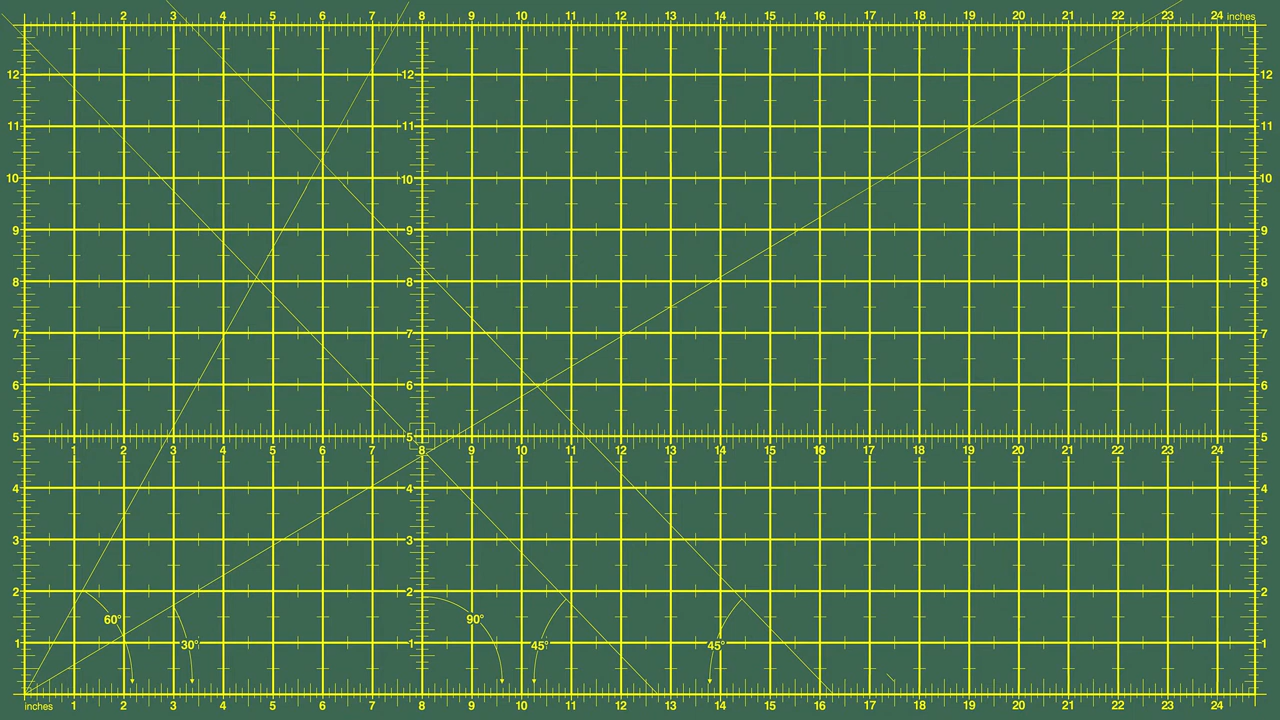 1 2 3 4 5 6 7 8 9 10 11 12 13 14 15 16 17 18 19 20 21 22 23 24 inches
12 12 12
11 11 11
10 10 10
9 9 9
8 8 8
7 7 7
6 6 6
5 5 5
1 2 3 4 5 6 7 8 9 10 11 12 13 14 15 16 17 18 19 20 21 22 23 24
4 4 4
3 3 3
2 2 2
60° 90°
1 30° 1 45° 45° 1
inches 1 2 3 4 5 6 7 8 9 10 11 12 13 14 15 16 17 18 19 20 21 22 23 24